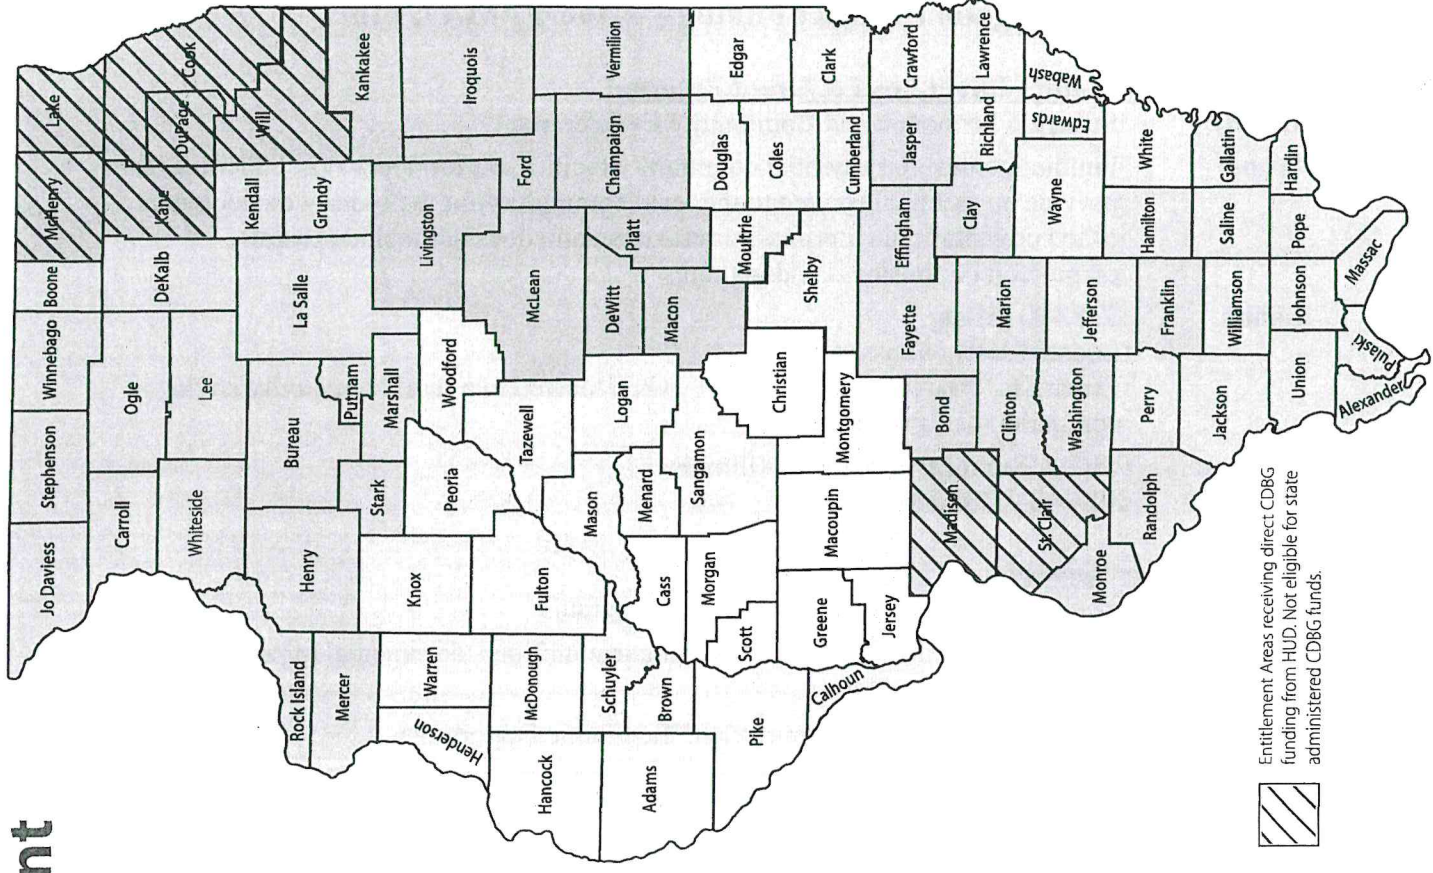 nt
Jo Daviess
Stephenson
Winnebago
Boone
McHenry
Lake
Carroll
Ogle
DeKalb
Kane
DuPage
Cook
Whiteside
Lee
Kendall
Will
Rock Island
Henry
Bureau
La Salle
Grundy
Mercer
Putnam
Kankakee
Warren
Knox
Stark
Marshall
Livingston
Iroquois
Henderson
Peoria
Woodford
Ford
Hancock
McDonough
Fulton
Tazewell
McLean
Vermilion
Schuyler
Mason
Logan
DeWitt
Piatt
Champaign
Adams
Brown
Cass
Menard
Macon
Douglas
Edgar
Pike
Scott
Morgan
Sangamon
Christian
Moultrie
Coles
Calhoun
Greene
Macoupin
Montgomery
Shelby
Cumberland
Clark
Jersey
Madison
Bond
Fayette
Effingham
Jasper
Crawford
St. Clair
Clinton
Marion
Clay
Richland
Lawrence
Monroe
Washington
Jefferson
Wayne
Edwards
Wabash
Randolph
Perry
Franklin
Hamilton
White
Jackson
Williamson
Saline
Gallatin
Union
Johnson
Pope
Hardin
Alexander
Pulaski
Massac
Entitlement Areas receiving direct CDBG
funding from HUD. Not eligible for state
administered CDBG funds.